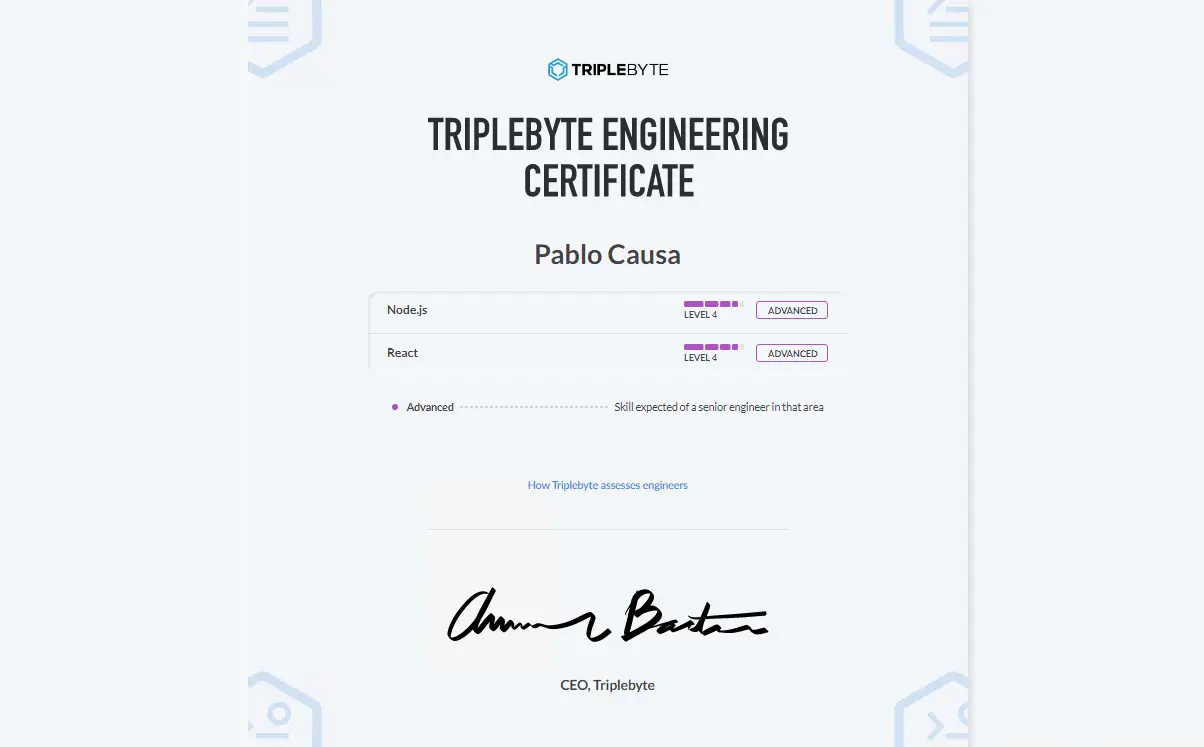 TRIPLEBYTE
TRIPLEBYTE ENGINEERING
CERTIFICATE
Pablo Causa
Node.js
LEVEL 4
ADVANCED
React
LEVEL 4
ADVANCED
Advanced
Skill expected of a senior engineer in that area
How Triplebyte assesses engineers
CEO, Triplebyte